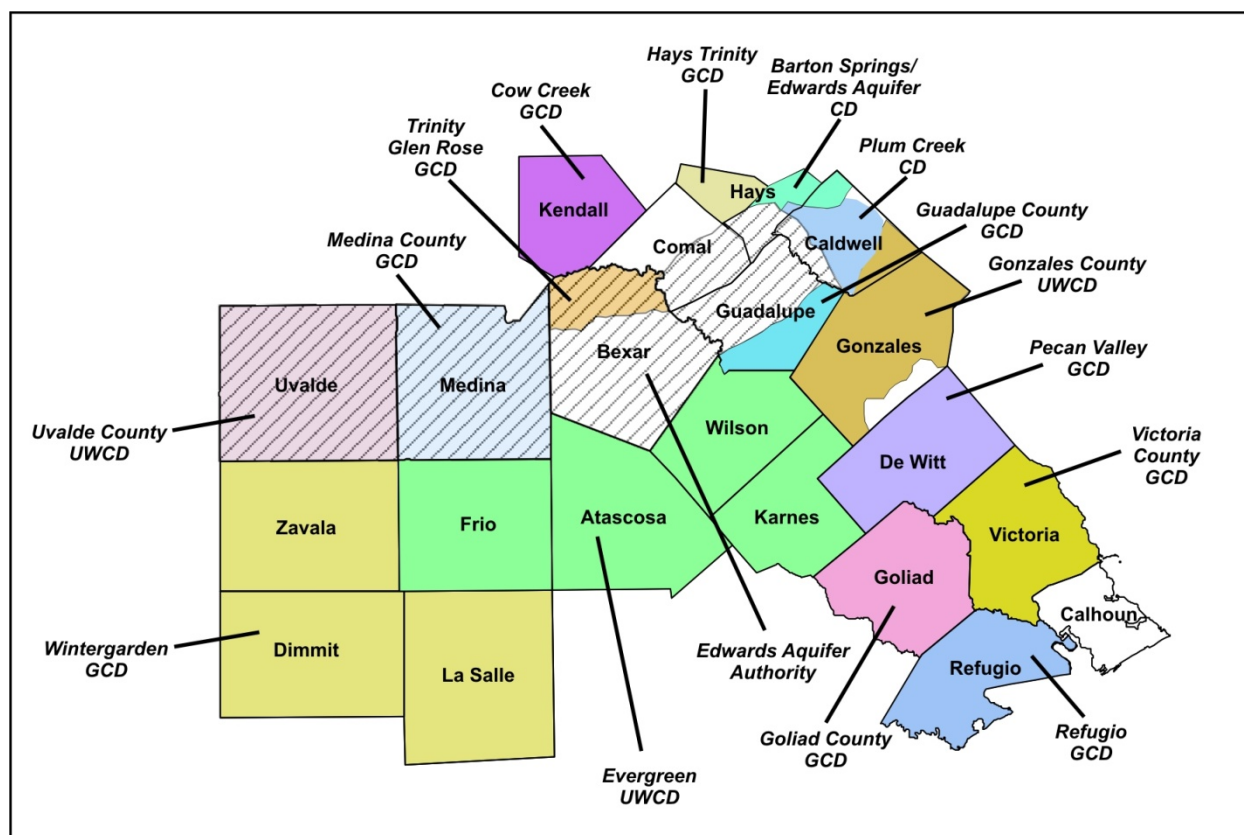 Hays Trinity
GCD
Barton Springs/
Edwards Aquifer
CD
Cow Creek
GCD
Trinity
Glen Rose
GCD
Plum Creek
CD
Hays
Kendall
Guadalupe County
GCD
Medina County
GCD
Comal
Caldwell
Gonzales County
UWCD
Guadalupe
Bexar
Gonzales
Pecan Valley
GCD
Uvalde
Medina
Uvalde County
UWCD
Wilson
De Witt
Victoria
County
GCD
Zavala
Frio
Atascosa
Karnes
Victoria
Goliad
Calhoun
Wintergarden
GCD
Dimmit
La Salle
Edwards Aquifer
Authority
Refugio
Goliad County
GCD
Refugio
GCD
Evergreen
UWCD